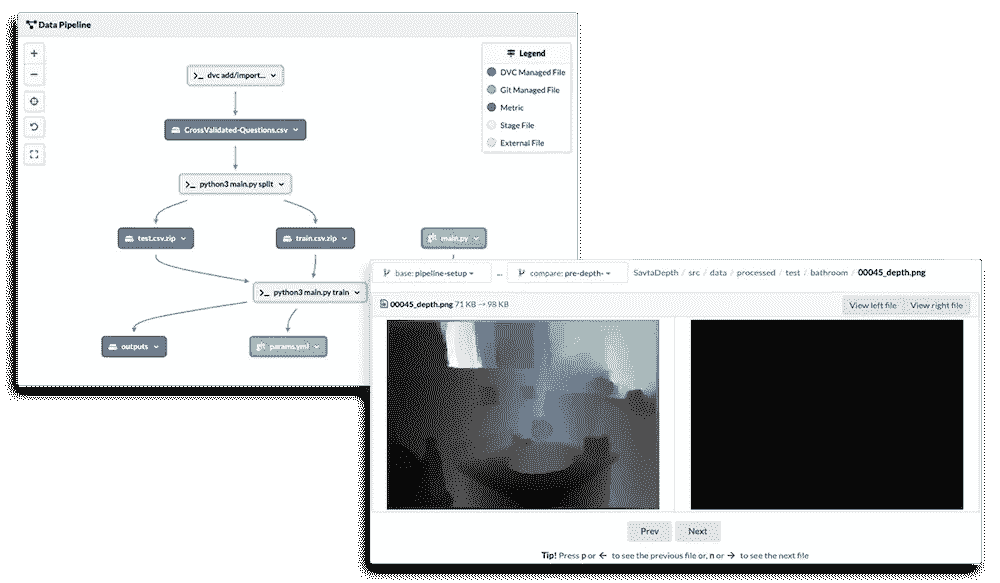 Data Pipeline
+
−
Legend
DVC Managed File
Git Managed File
Metric
Stage File
External File
>_ dvc add/import...
CrossValidated-Questions.csv
>_ python3 main.py split
test.csv.zip
train.csv.zip
git main.py
>_ python3 main.py train
outputs
git params.yml
base: pipeline-setup ... compare: pre-depth- SavtaDepth / src / data / processed / test / bathroom / 00045_depth.png
00045_depth.png 71 KB → 98 KB View left file View right file
Prev Next
Tip! Press p or ← to see the previous file or, n or → to see the next file